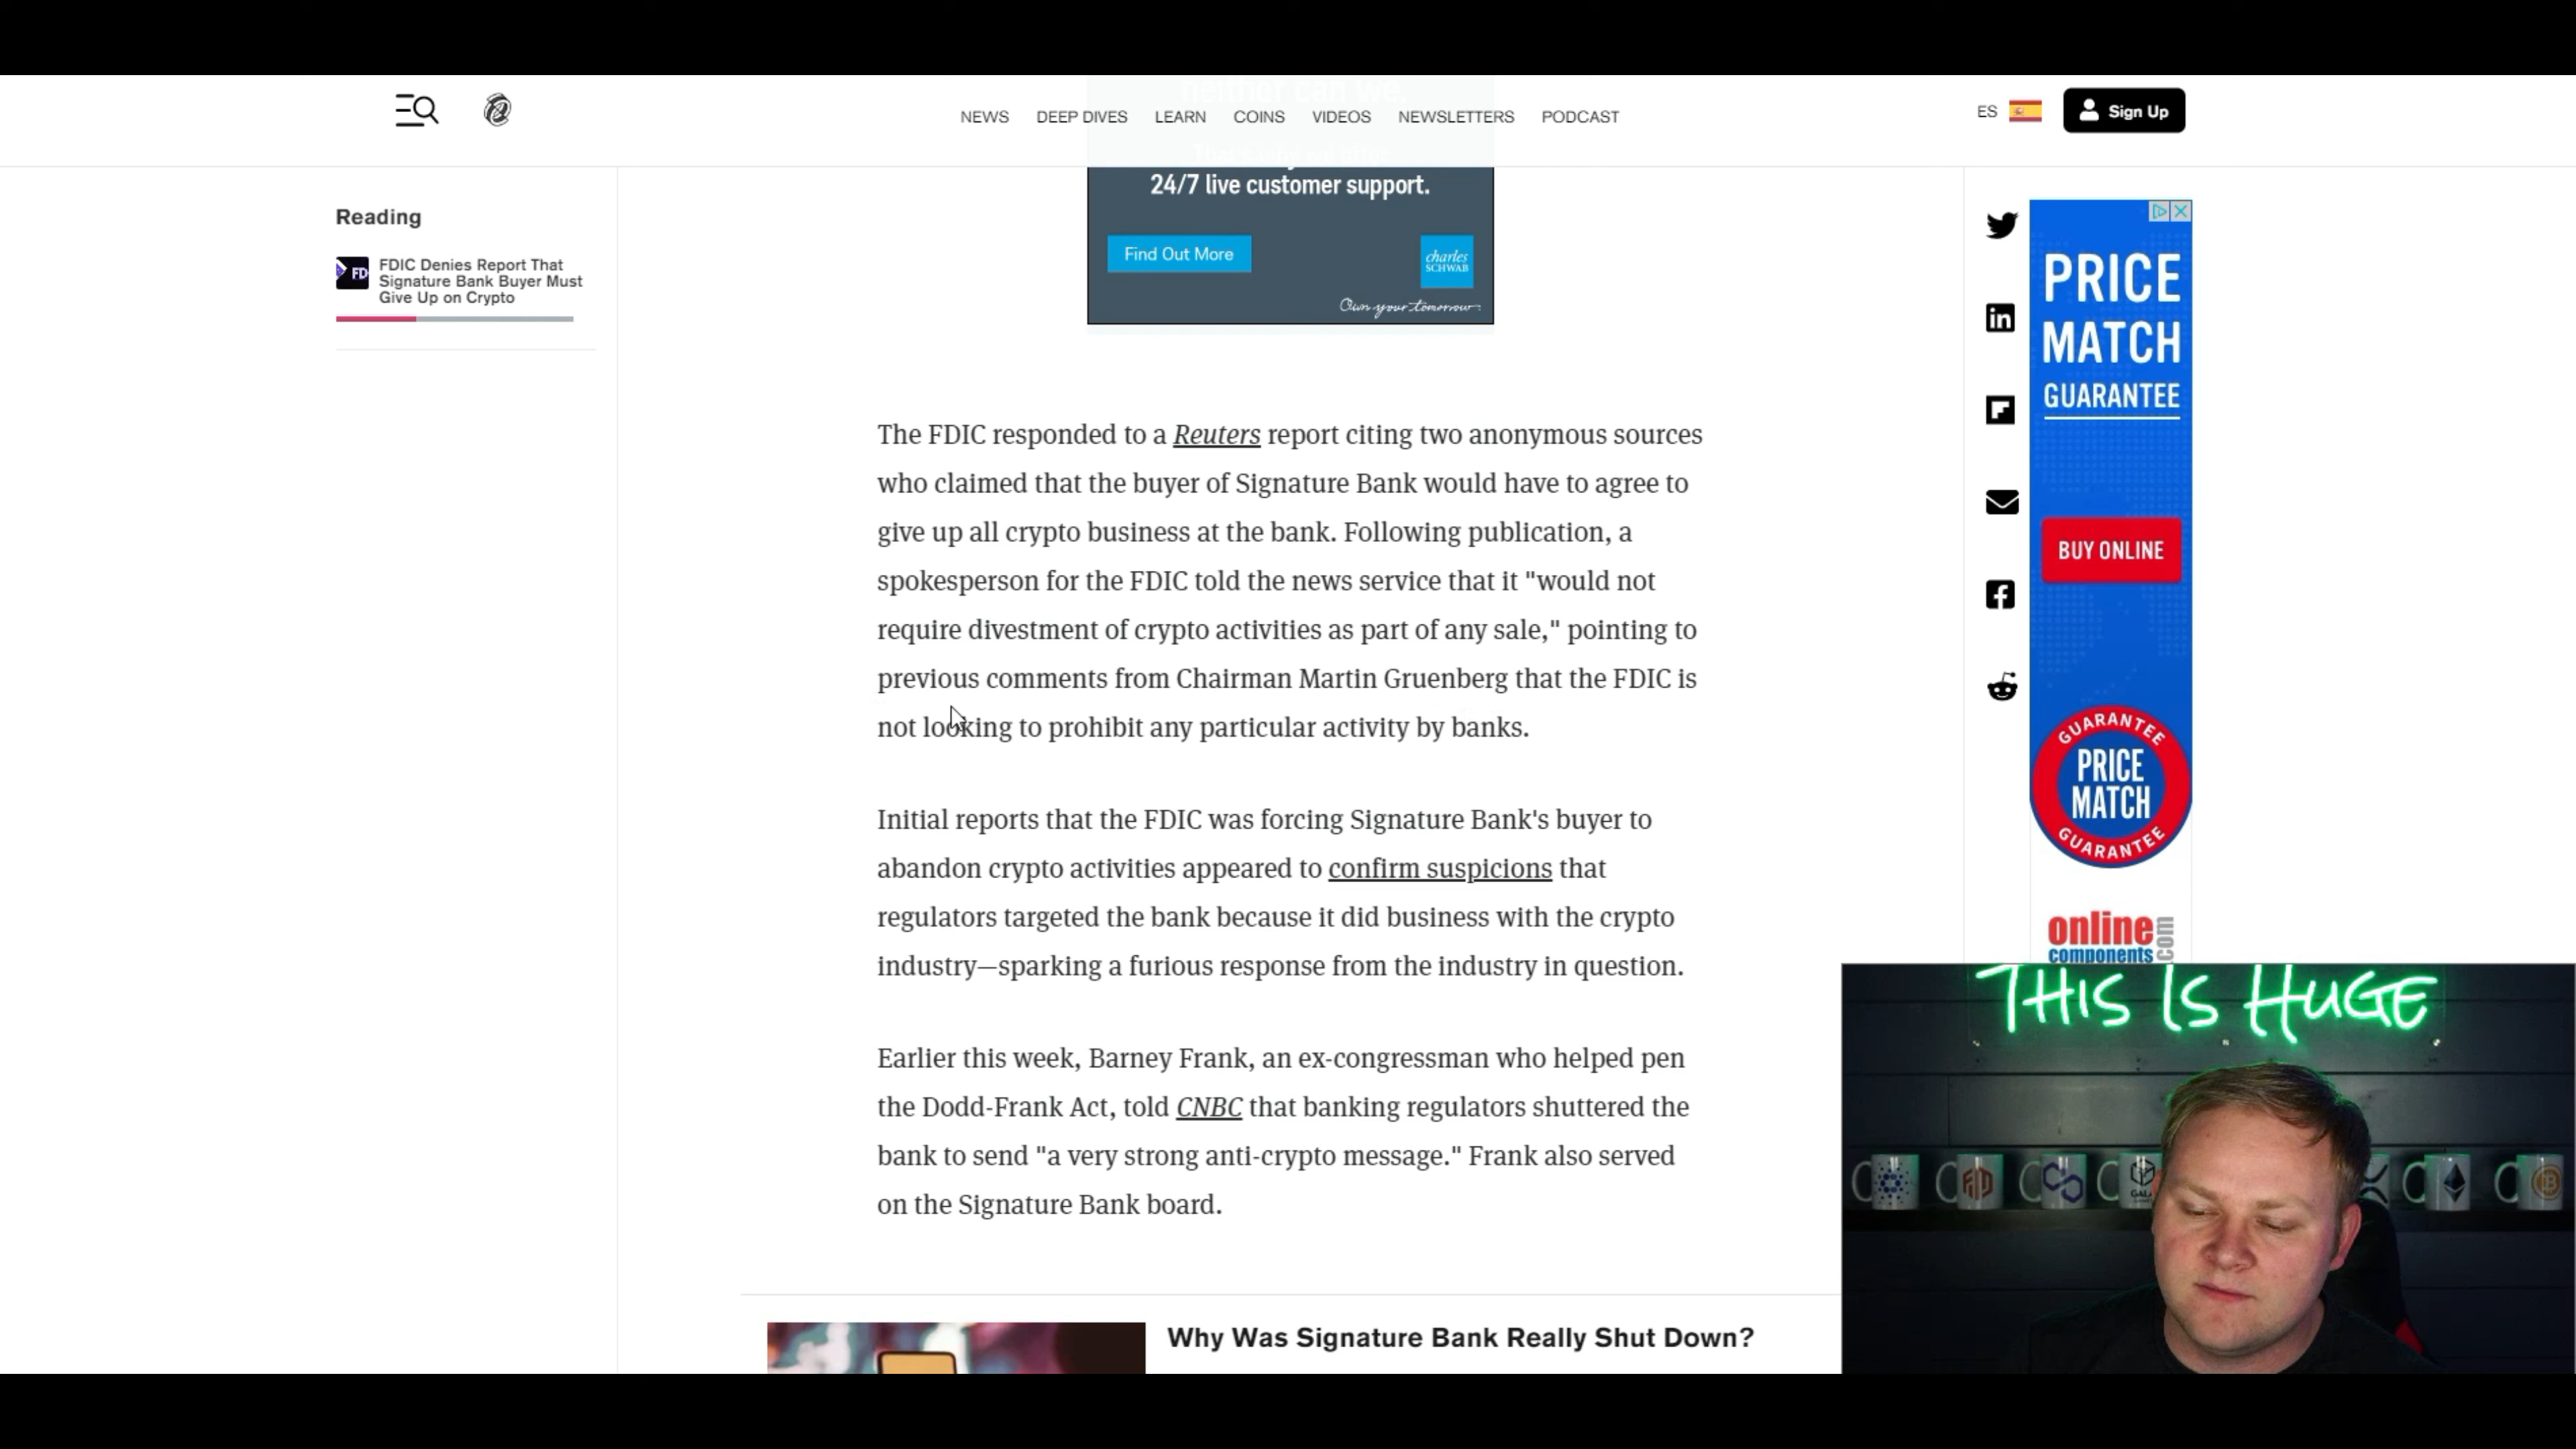 neither can we.
NEWS DEEP DIVES LEARN COINS VIDEOS NEWSLETTERS PODCAST
ES
Sign Up
24/7 live customer support.
Find Out More
charles
SCHWAB
Own your tomorrow
Reading
FD
FDIC Denies Report That
Signature Bank Buyer Must
Give Up on Crypto
The FDIC responded to a Reuters report citing two anonymous sources
who claimed that the buyer of Signature Bank would have to agree to
give up all crypto business at the bank. Following publication, a
spokesperson for the FDIC told the news service that it "would not
require divestment of crypto activities as part of any sale," pointing to
previous comments from Chairman Martin Gruenberg that the FDIC is
not looking to prohibit any particular activity by banks.
Initial reports that the FDIC was forcing Signature Bank's buyer to
abandon crypto activities appeared to confirm suspicions that
regulators targeted the bank because it did business with the crypto
industry—sparking a furious response from the industry in question.
Earlier this week, Barney Frank, an ex-congressman who helped pen
the Dodd-Frank Act, told CNBC that banking regulators shuttered the
bank to send "a very strong anti-crypto message." Frank also served
on the Signature Bank board.
Why Was Signature Bank Really Shut Down?
PRICE
MATCH
GUARANTEE
BUY ONLINE
GUARANTEE
PRICE
MATCH
GUARANTEE
online
components
.com
THIS IS HUGE
GALA